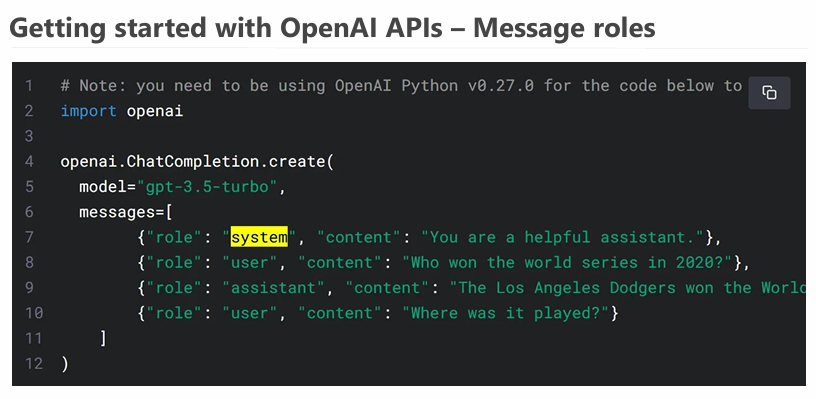 Getting started with OpenAI APIs – Message roles
1 # Note: you need to be using OpenAI Python v0.27.0 for the code below to
2 import openai
3
4 openai.ChatCompletion.create(
5   model="gpt-3.5-turbo",
6   messages=[
7         {"role": "system", "content": "You are a helpful assistant."},
8         {"role": "user", "content": "Who won the world series in 2020?"},
9         {"role": "assistant", "content": "The Los Angeles Dodgers won the World
10         {"role": "user", "content": "Where was it played?"}
11     ]
12 )